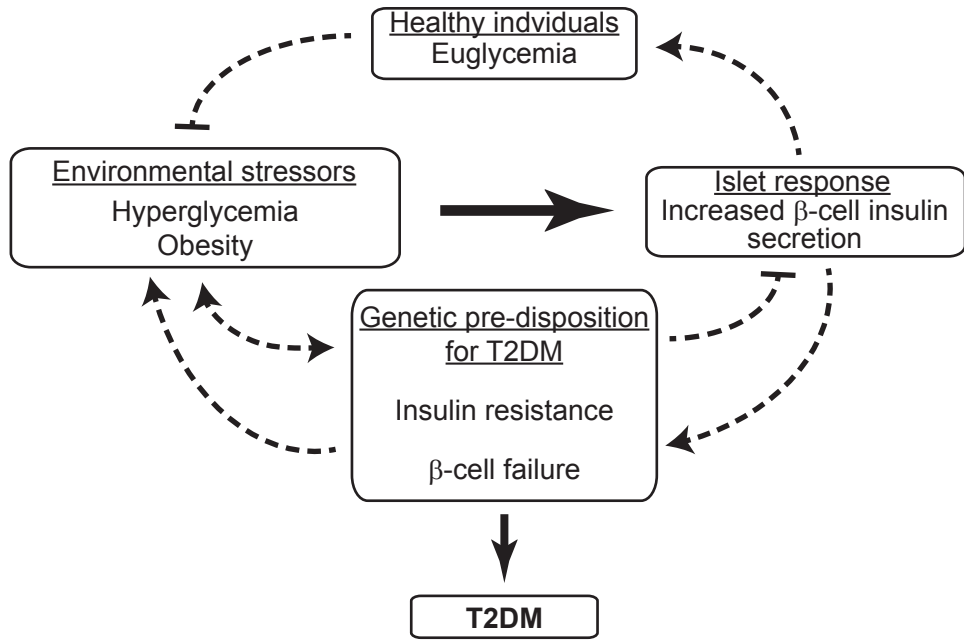 Healthy indviduals
Euglycemia
Environmental stressors
Hyperglycemia
Obesity
Islet response
Increased β-cell insulin
secretion
Genetic pre-disposition
for T2DM
Insulin resistance
β-cell failure
T2DM